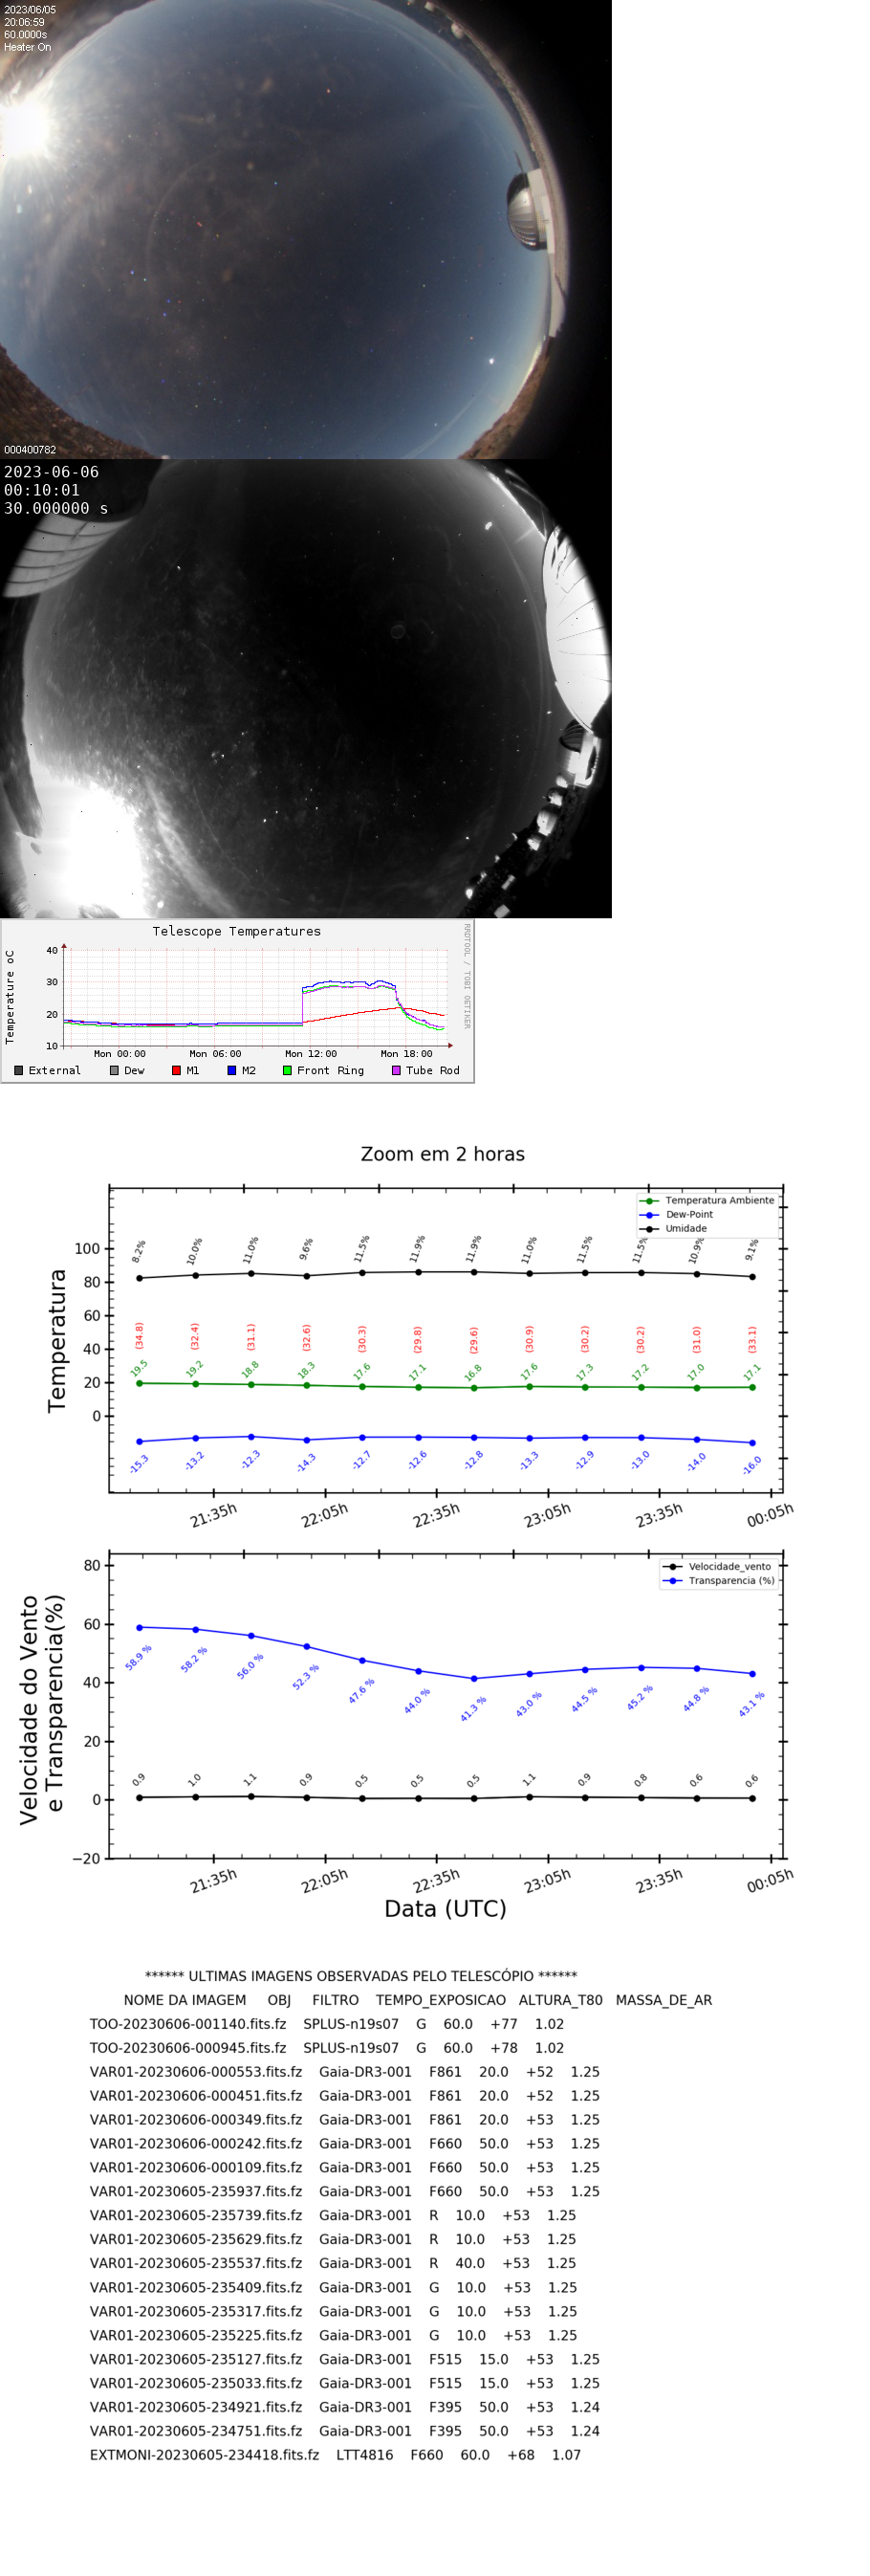 2023/06/05
20:06:59
60.0000s
Heater On
000400782
2023-06-06
00:10:01
30.000000 s
Telescope Temperatures
RRDTOOL / TOBI OETIKER
Temperature oC
40
30
20
10
Mon 00:00 Mon 06:00 Mon 12:00 Mon 18:00
External Dew M1 M2 Front Ring Tube Rod
Zoom em 2 horas
Temperatura Ambiente
Dew-Point
Umidade
Temperatura
100
80
60
40
20
0
8.2% 10.0% 11.0% 9.6% 11.5% 11.9% 11.9% 11.0% 11.5% 11.5% 10.9% 9.1%
(34.8) (32.4) (31.1) (32.6) (30.3) (29.8) (29.6) (30.9) (30.2) (30.2) (31.0) (33.1)
19.5 19.2 18.8 18.3 17.6 17.1 16.8 17.6 17.3 17.2 17.0 17.1
-15.3 -13.2 -12.3 -14.3 -12.7 -12.6 -12.8 -13.3 -12.9 -13.0 -14.0 -16.0
21:35h 22:05h 22:35h 23:05h 23:35h 00:05h
Velocidade_vento
Transparencia (%)
Velocidade do Vento
e Transparencia(%)
80
60
40
20
0
−20
58.9 % 58.2 % 56.0 % 52.3 % 47.6 % 44.0 % 41.3 % 43.0 % 44.5 % 45.2 % 44.8 % 43.1 %
0.9 1.0 1.1 0.9 0.5 0.5 0.5 1.1 0.9 0.8 0.6 0.6
21:35h 22:05h 22:35h 23:05h 23:35h 00:05h
Data (UTC)
****** ULTIMAS IMAGENS OBSERVADAS PELO TELESCÓPIO ******
NOME DA IMAGEM OBJ FILTRO TEMPO_EXPOSICAO ALTURA_T80 MASSA_DE_AR
TOO-20230606-001140.fits.fz SPLUS-n19s07 G 60.0 +77 1.02
TOO-20230606-000945.fits.fz SPLUS-n19s07 G 60.0 +78 1.02
VAR01-20230606-000553.fits.fz Gaia-DR3-001 F861 20.0 +52 1.25
VAR01-20230606-000451.fits.fz Gaia-DR3-001 F861 20.0 +52 1.25
VAR01-20230606-000349.fits.fz Gaia-DR3-001 F861 20.0 +53 1.25
VAR01-20230606-000242.fits.fz Gaia-DR3-001 F660 50.0 +53 1.25
VAR01-20230606-000109.fits.fz Gaia-DR3-001 F660 50.0 +53 1.25
VAR01-20230605-235937.fits.fz Gaia-DR3-001 F660 50.0 +53 1.25
VAR01-20230605-235739.fits.fz Gaia-DR3-001 R 10.0 +53 1.25
VAR01-20230605-235629.fits.fz Gaia-DR3-001 R 10.0 +53 1.25
VAR01-20230605-235537.fits.fz Gaia-DR3-001 R 40.0 +53 1.25
VAR01-20230605-235409.fits.fz Gaia-DR3-001 G 10.0 +53 1.25
VAR01-20230605-235317.fits.fz Gaia-DR3-001 G 10.0 +53 1.25
VAR01-20230605-235225.fits.fz Gaia-DR3-001 G 10.0 +53 1.25
VAR01-20230605-235127.fits.fz Gaia-DR3-001 F515 15.0 +53 1.25
VAR01-20230605-235033.fits.fz Gaia-DR3-001 F515 15.0 +53 1.25
VAR01-20230605-234921.fits.fz Gaia-DR3-001 F395 50.0 +53 1.24
VAR01-20230605-234751.fits.fz Gaia-DR3-001 F395 50.0 +53 1.24
EXTMONI-20230605-234418.fits.fz LTT4816 F660 60.0 +68 1.07